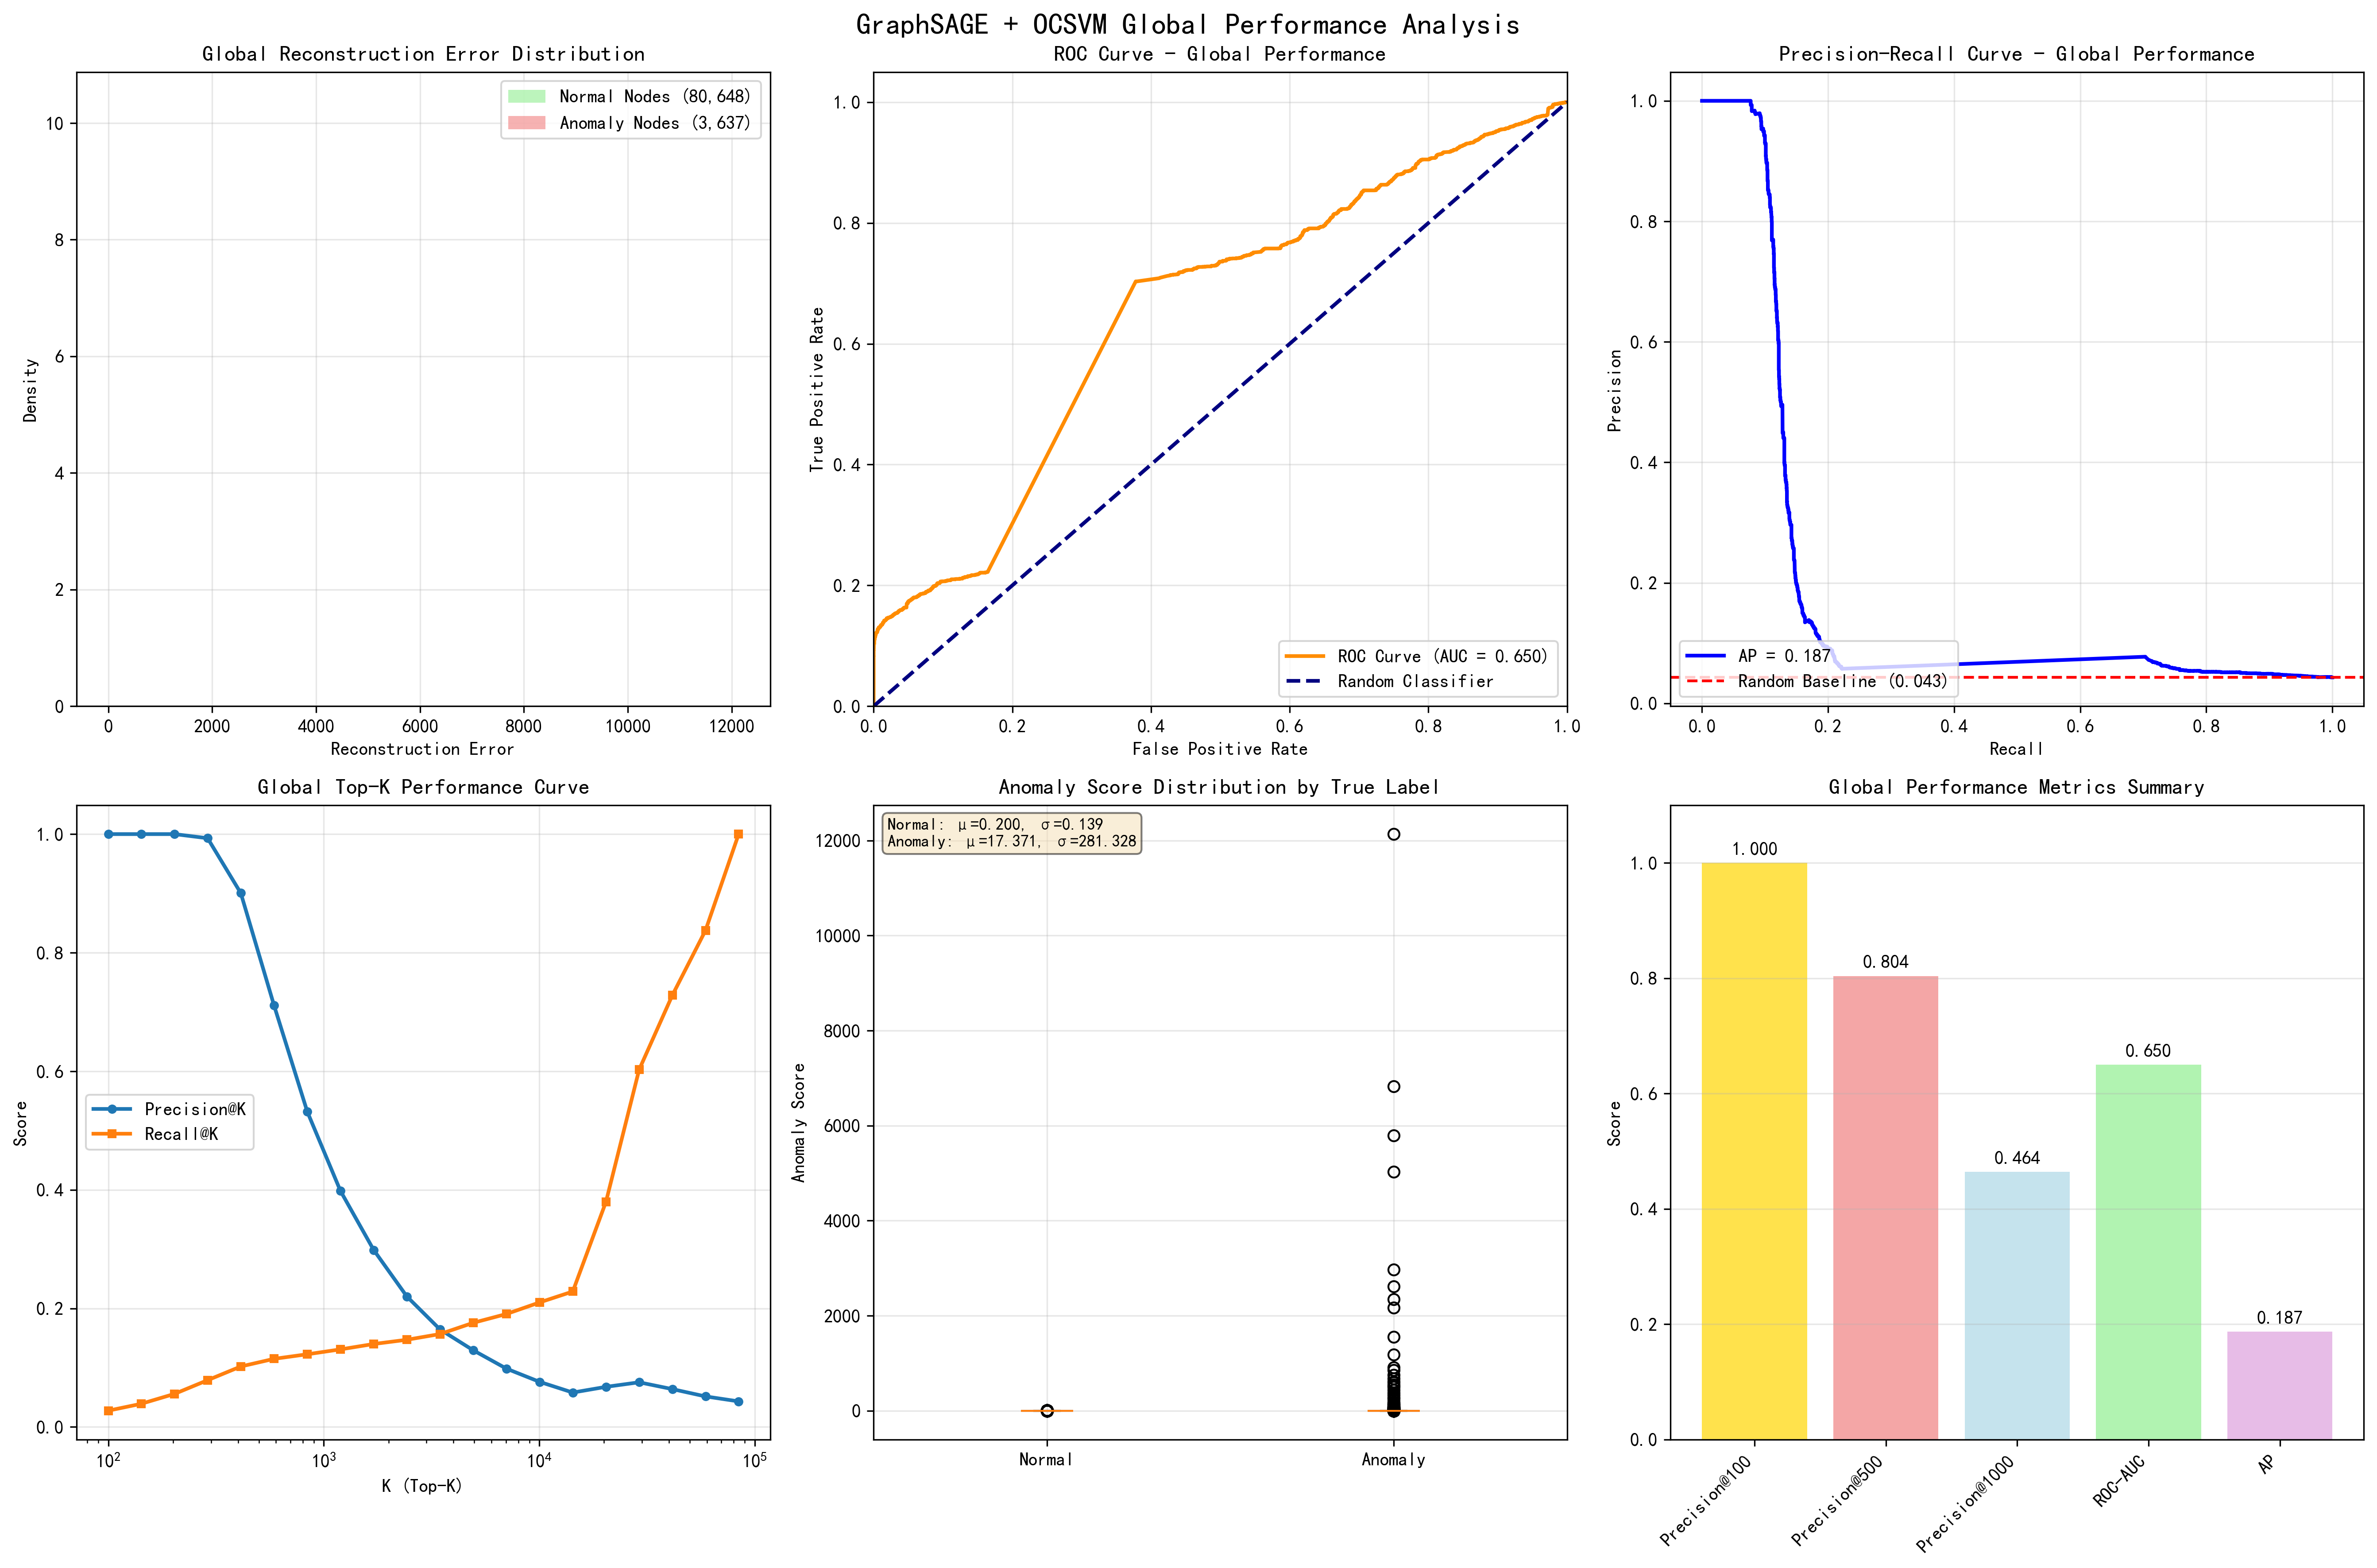 GraphSAGE + OCSVM Global Performance Analysis
Global Reconstruction Error Distribution
Normal Nodes (80,648)
Anomaly Nodes (3,637)
10
8
6
4
2
0
Density
0 2000 4000 6000 8000 10000 12000
Reconstruction Error
ROC Curve - Global Performance
1.0
0.8
0.6
0.4
0.2
0.0
True Positive Rate
ROC Curve (AUC = 0.650)
Random Classifier
0.0 0.2 0.4 0.6 0.8 1.0
False Positive Rate
Precision-Recall Curve - Global Performance
1.0
0.8
0.6
0.4
0.2
0.0
Precision
AP = 0.187
Random Baseline (0.043)
0.0 0.2 0.4 0.6 0.8 1.0
Recall
Global Top-K Performance Curve
1.0
0.8
0.6
0.4
0.2
0.0
Score
Precision@K
Recall@K
10² 10³ 10⁴ 10⁵
K (Top-K)
Anomaly Score Distribution by True Label
Normal: μ=0.200, σ=0.139
Anomaly: μ=17.371, σ=281.328
12000
10000
8000
6000
4000
2000
0
Anomaly Score
Normal Anomaly
Global Performance Metrics Summary
1.0
0.8
0.6
0.4
0.2
0.0
Score
1.000
0.804
0.464
0.650
0.187
Precision@100
Precision@500
Precision@1000
ROC-AUC
AP